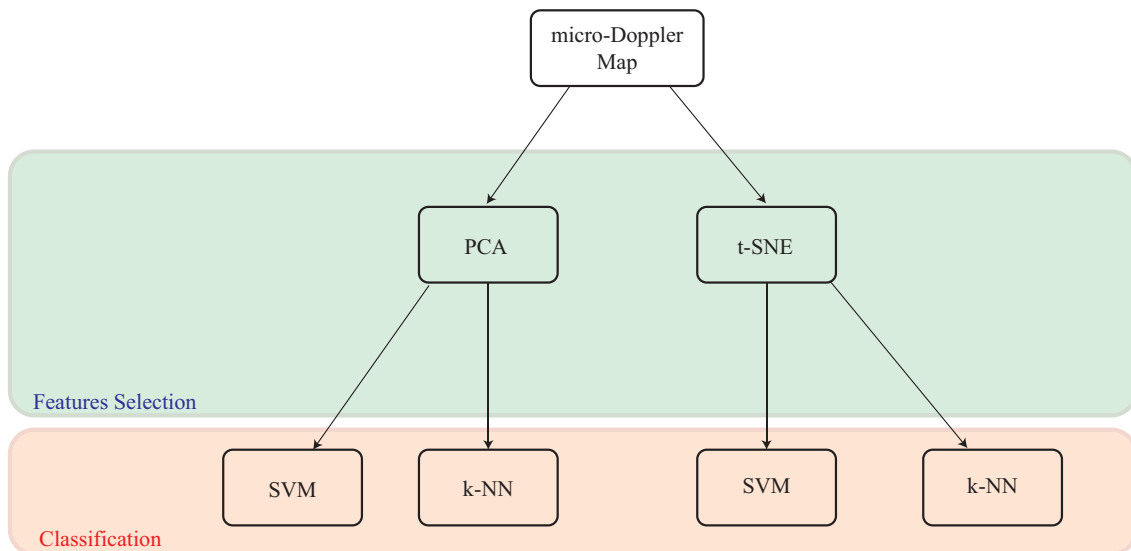 micro-Doppler
Map
PCA
t-SNE
Features Selection
SVM
k-NN
SVM
k-NN
Classification